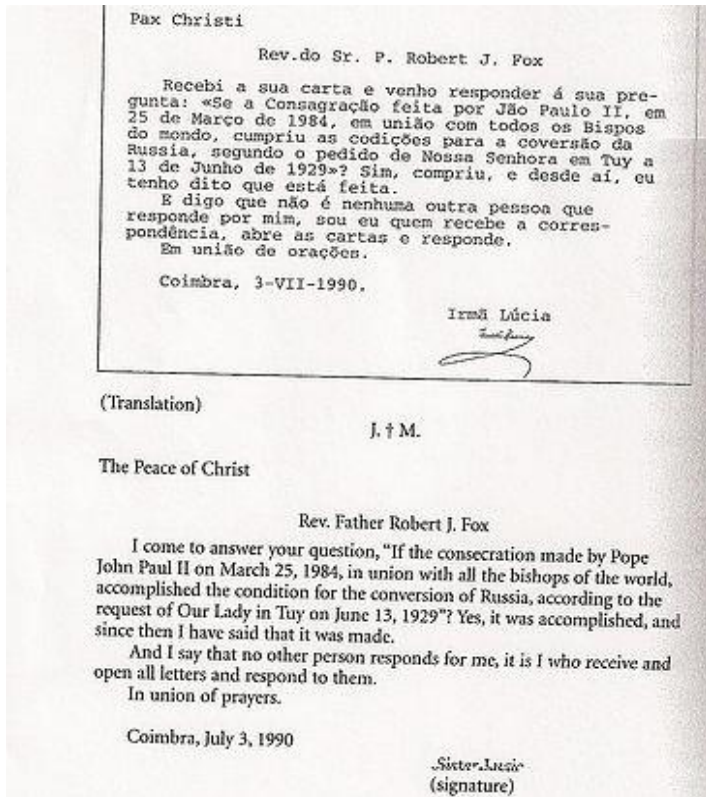 Pax Christi
Rev.do Sr. P. Robert J. Fox
Recebi a sua carta e venho responder á sua pre-
gunta: «Se a Consagração feita por Jão Paulo II, em
25 de Março de 1984, em união com todos os Bispos
do mondo, cumpriu as codições para a coversão da
Russia, segundo o pedido de Nossa Senhora em Tuy a
13 de Junho de 1929»? Sim, compriu, e desde aí, eu
tenho dito que está feita.
E digo que não é nenhuma outra pessoa que
responde por mim, sou eu quem recebe a corres-
pondência, abre as cartas e responde.
Em união de orações.
Coimbra, 3-VII-1990.
Irmã Lúcia
(Translation)
J. † M.
The Peace of Christ
Rev. Father Robert J. Fox
I come to answer your question, “If the consecration made by Pope
John Paul II on March 25, 1984, in union with all the bishops of the world,
accomplished the condition for the conversion of Russia, according to the
request of Our Lady in Tuy on June 13, 1929”? Yes, it was accomplished, and
since then I have said that it was made.
And I say that no other person responds for me, it is I who receive and
open all letters and respond to them.
In union of prayers.
Coimbra, July 3, 1990
Sister Lucia
(signature)